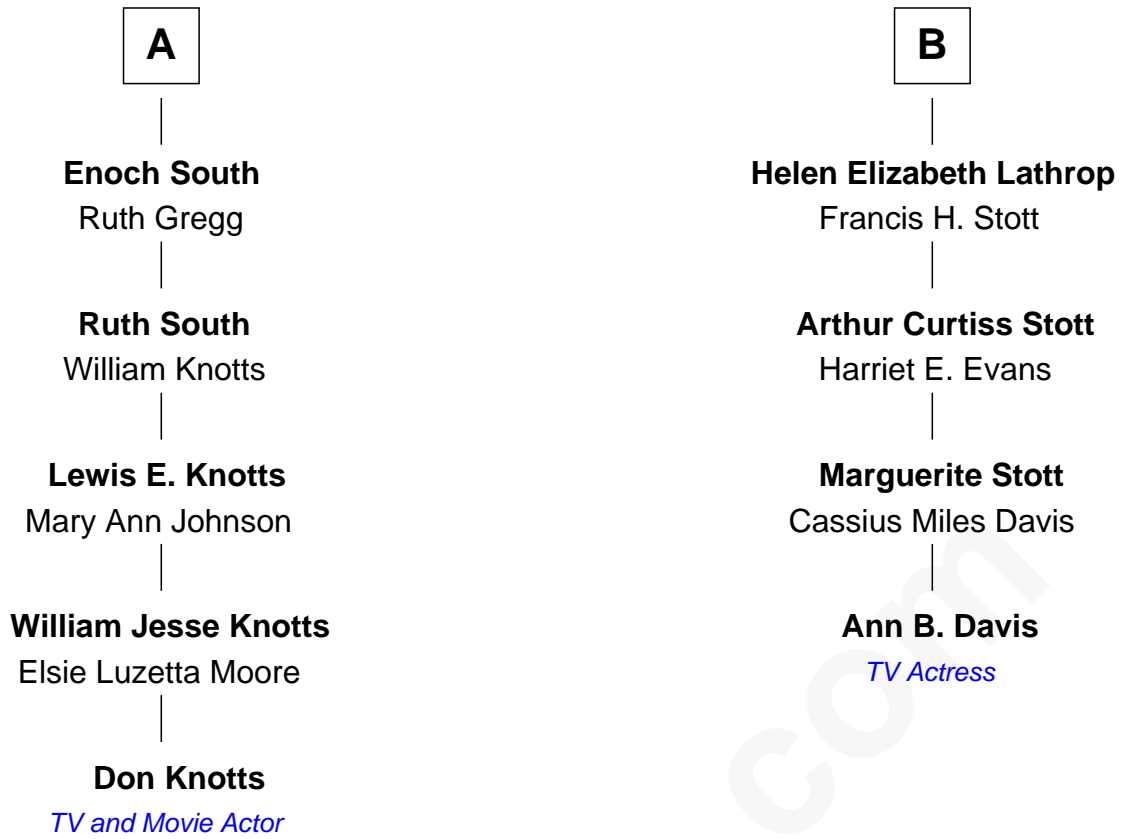 A
Enoch South
Ruth Gregg
Ruth South
William Knotts
Lewis E. Knotts
Mary Ann Johnson
William Jesse Knotts
Elsie Luzetta Moore
Don Knotts
TV and Movie Actor
B
Helen Elizabeth Lathrop
Francis H. Stott
Arthur Curtiss Stott
Harriet E. Evans
Marguerite Stott
Cassius Miles Davis
Ann B. Davis
TV Actress
com